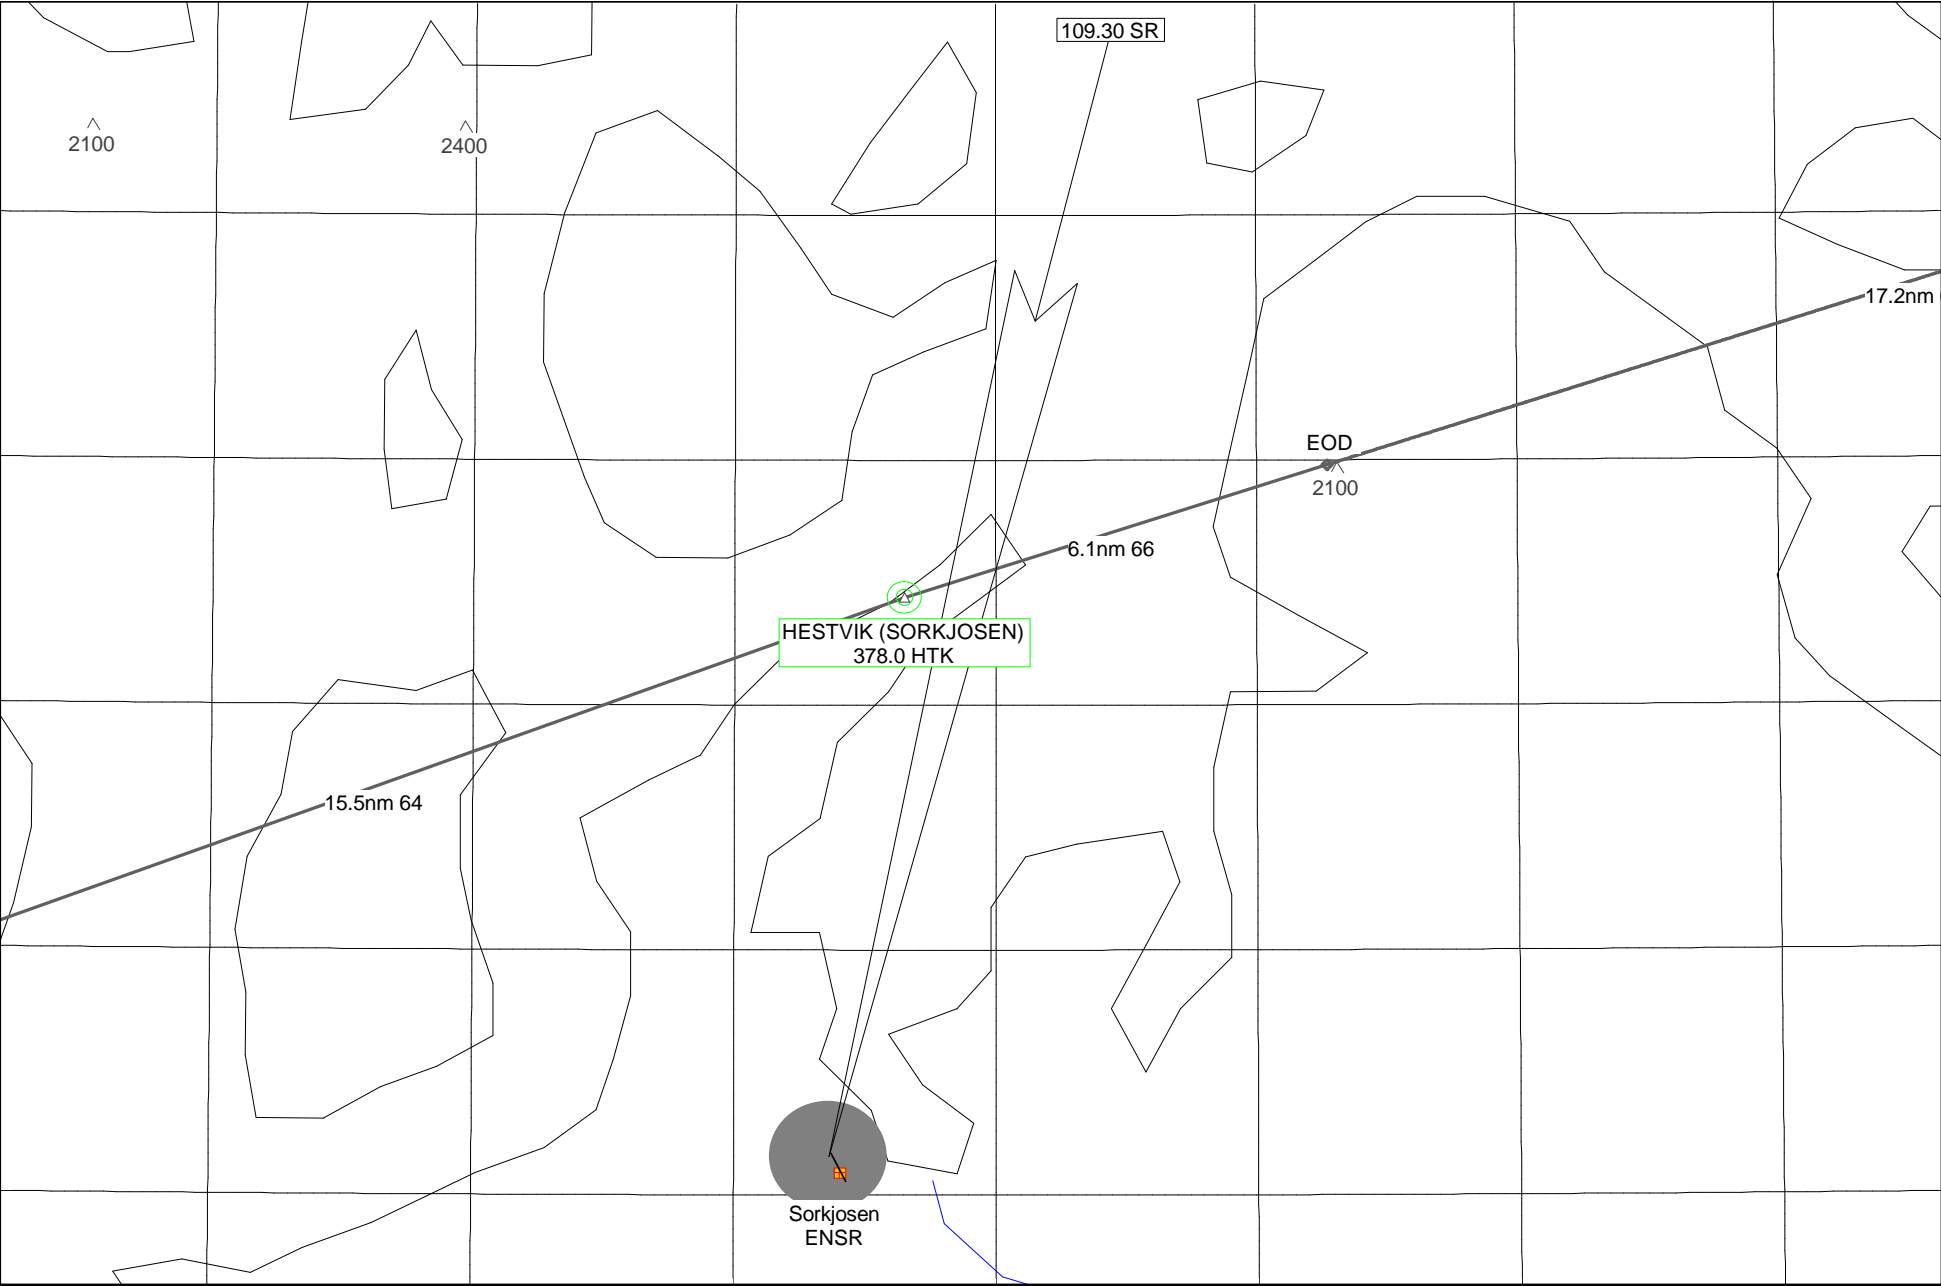 109.30 SR
2100
2400
17.2nm
EOD
2100
6.1nm 66
HESTVIK (SORKJOSEN)
378.0 HTK
15.5nm 64
Sorkjosen
ENSR